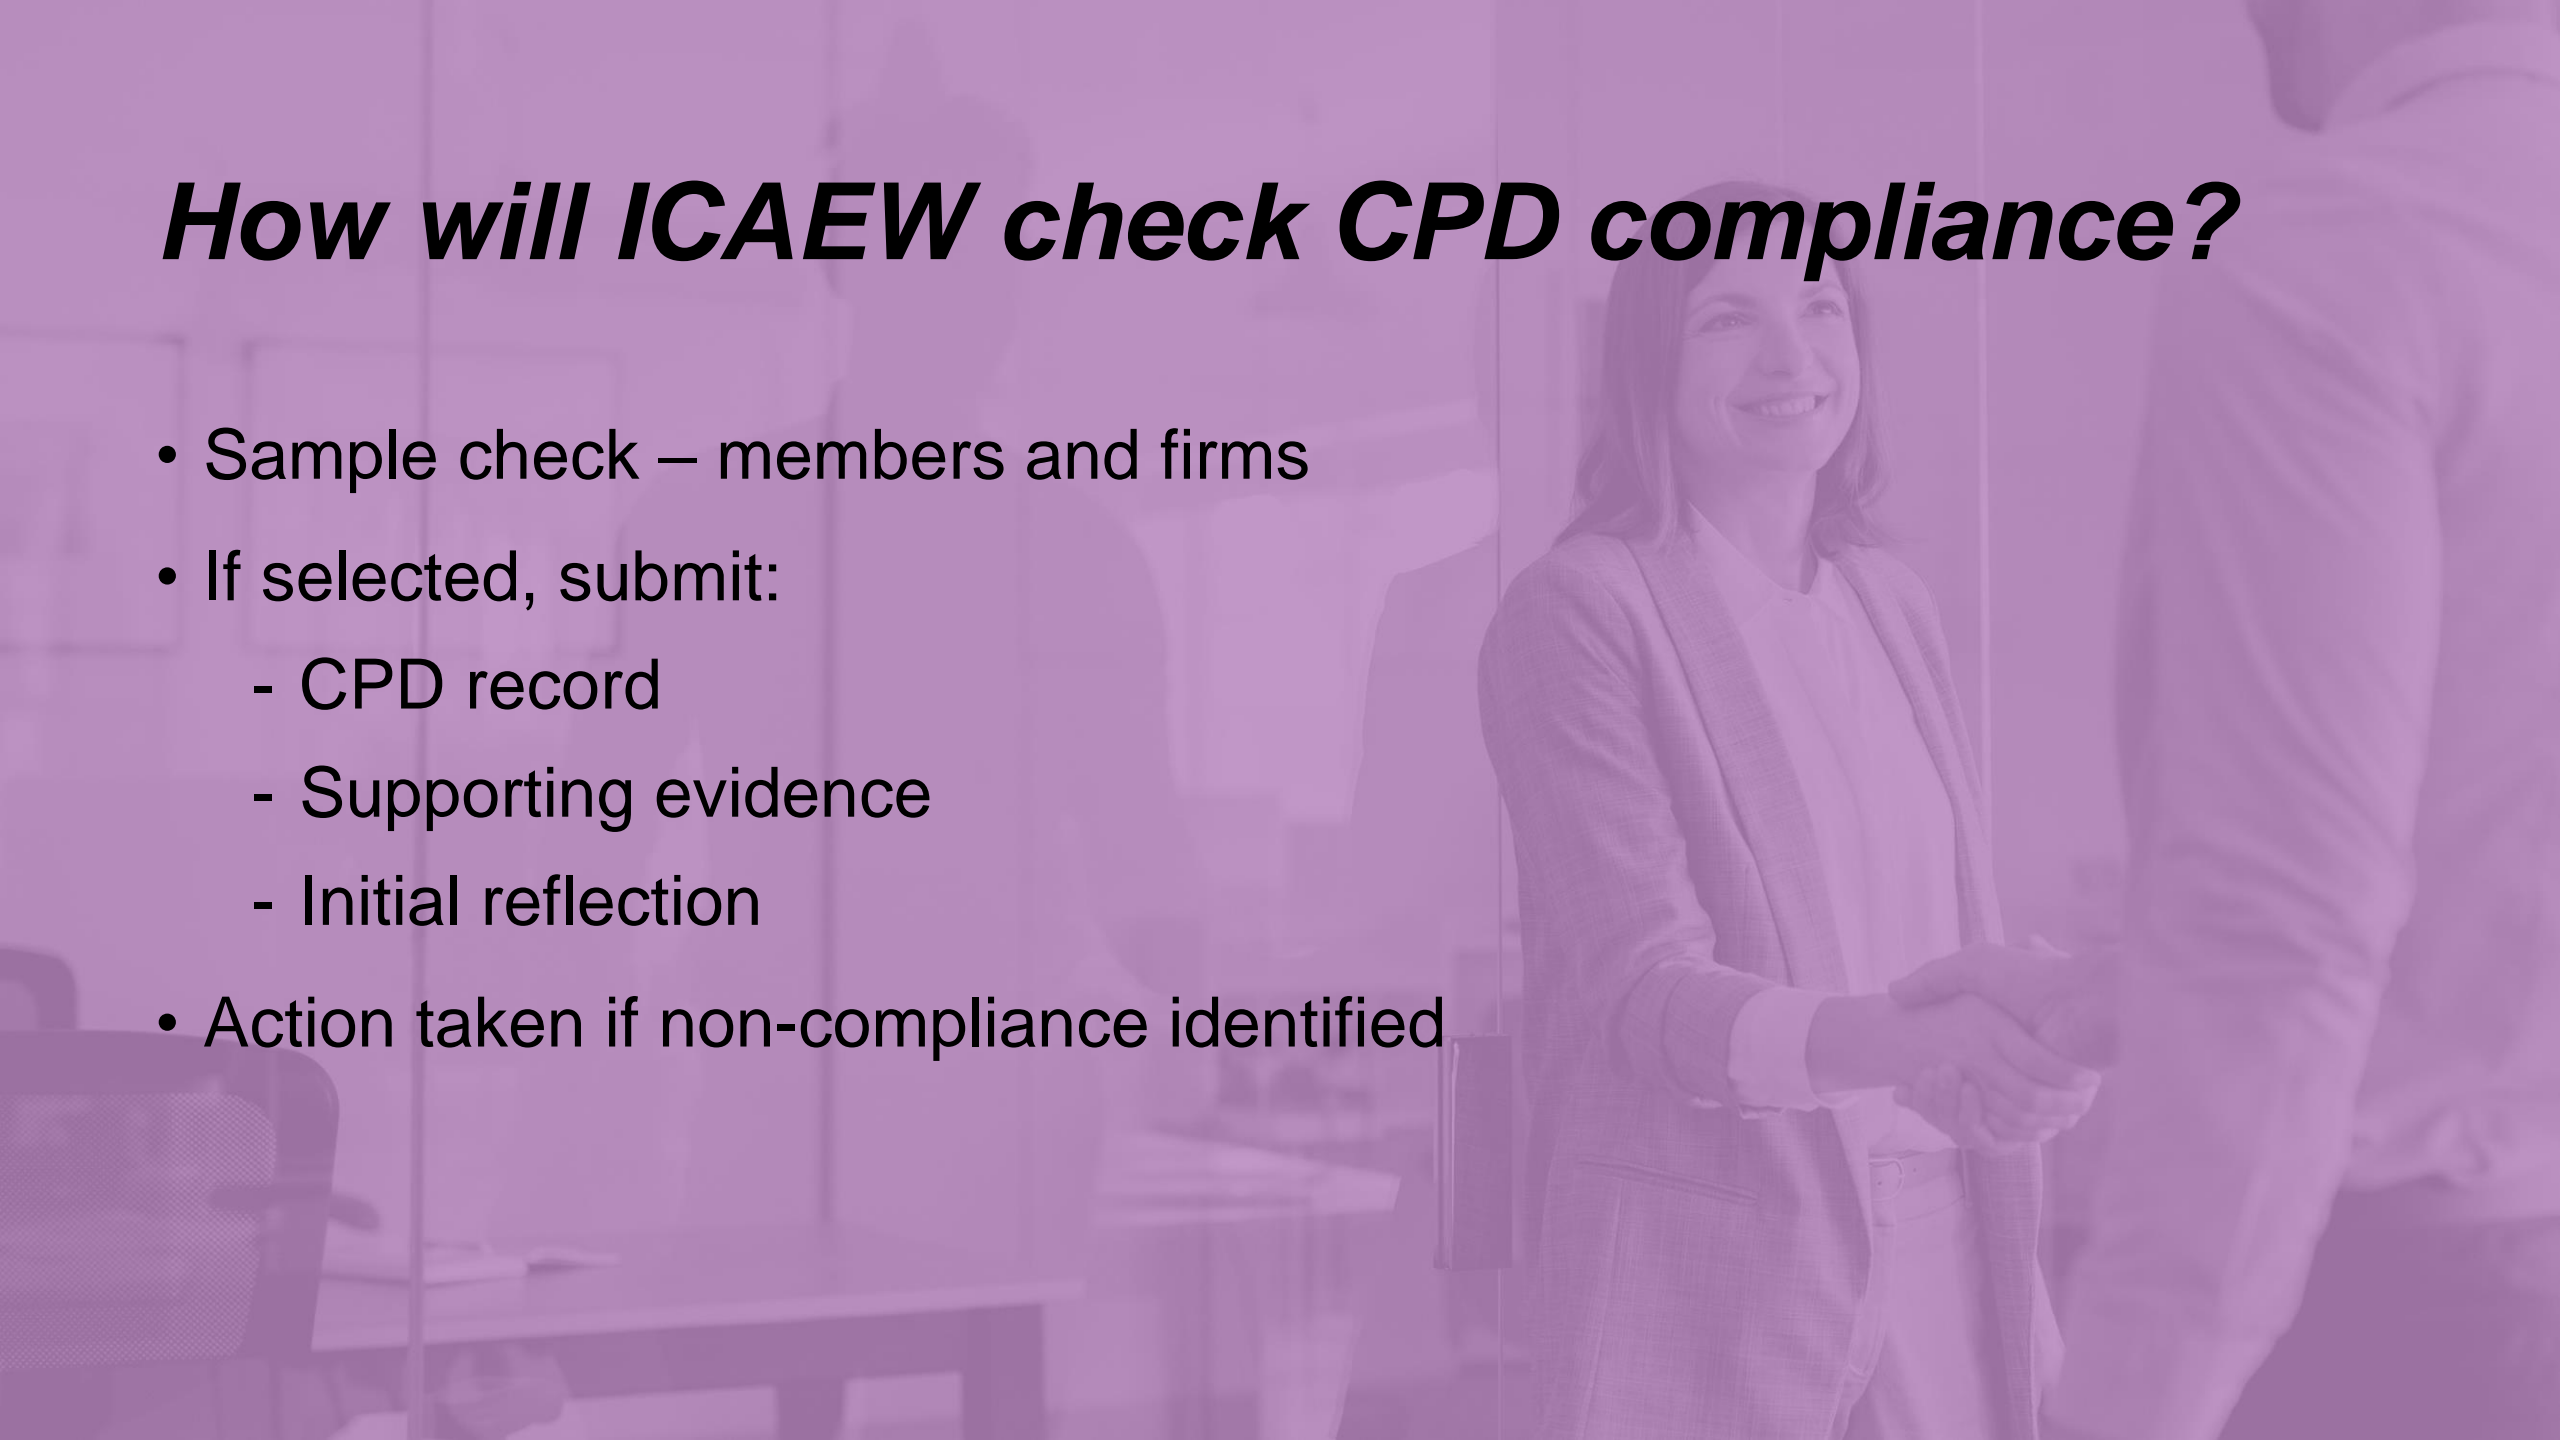 How will ICAEW check CPD compliance?
• Sample check – members and firms
• If selected, submit:
- CPD record
- Supporting evidence
- Initial reflection
• Action taken if non-compliance identified